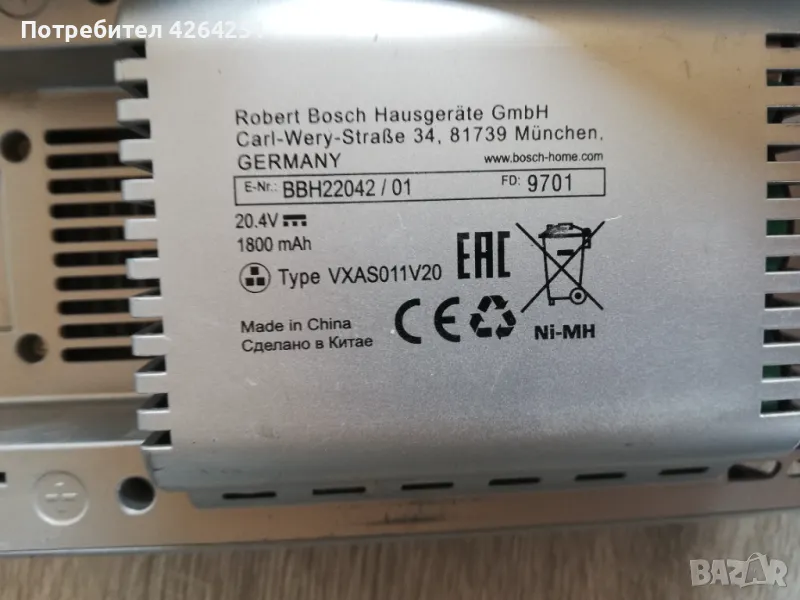 Потребител 426425
Robert Bosch Hausgeräte GmbH
Carl-Wery-Straße 34, 81739 München,
GERMANY www.bosch-home.com
E-Nr.: BBH22042 / 01 FD: 9701
20.4V
1800 mAh
Type VXAS011V20
EAC
Made in China
Сделано в Китае
CE
Ni-MH
BAZAR